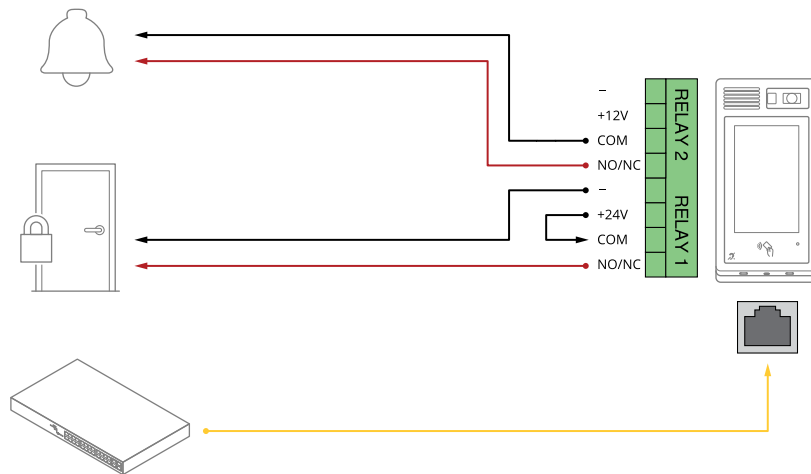 –
+12V
COM
NO/NC
–
+24V
COM
NO/NC
RELAY 2
RELAY 1